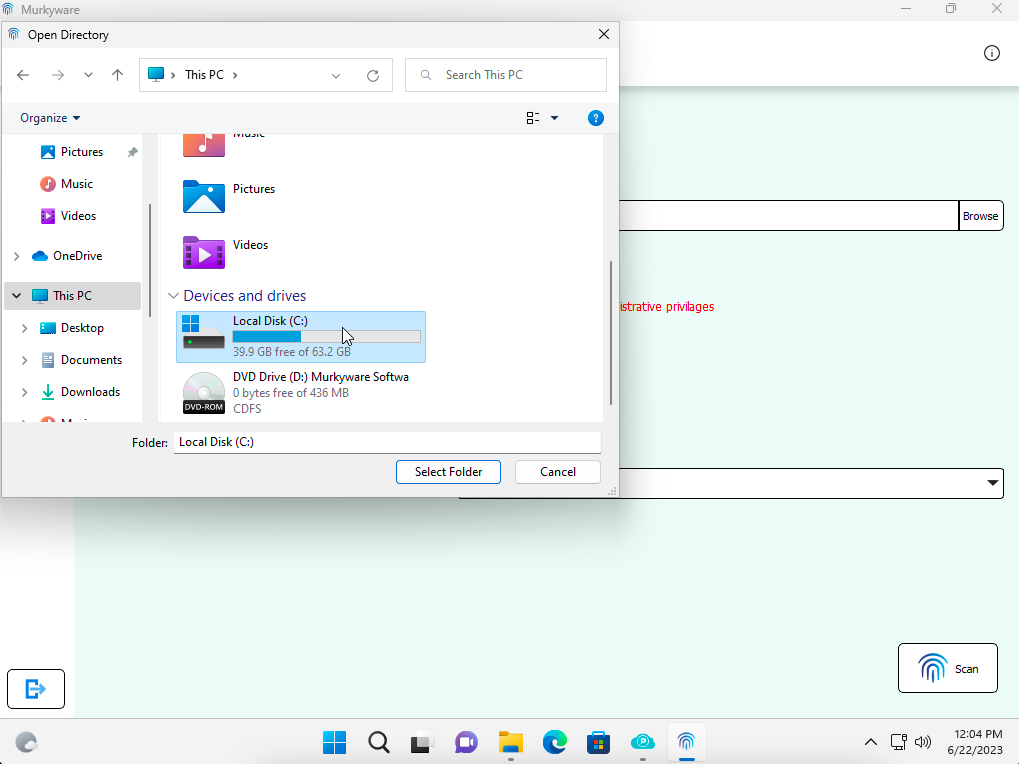 Murkyware
Open Directory
This PC
Search This PC
Organize
Pictures
Music
Videos
OneDrive
This PC
Desktop
Documents
Downloads
Music
Pictures
Videos
Devices and drives
Local Disk (C:)
39.9 GB free of 63.2 GB
DVD Drive (D:) Murkyware Softwa
0 bytes free of 436 MB
CDFS
DVD-ROM
Folder: Local Disk (C:)
Select Folder
Cancel
Browse
istrative privilages
Scan
12:04 PM
6/22/2023